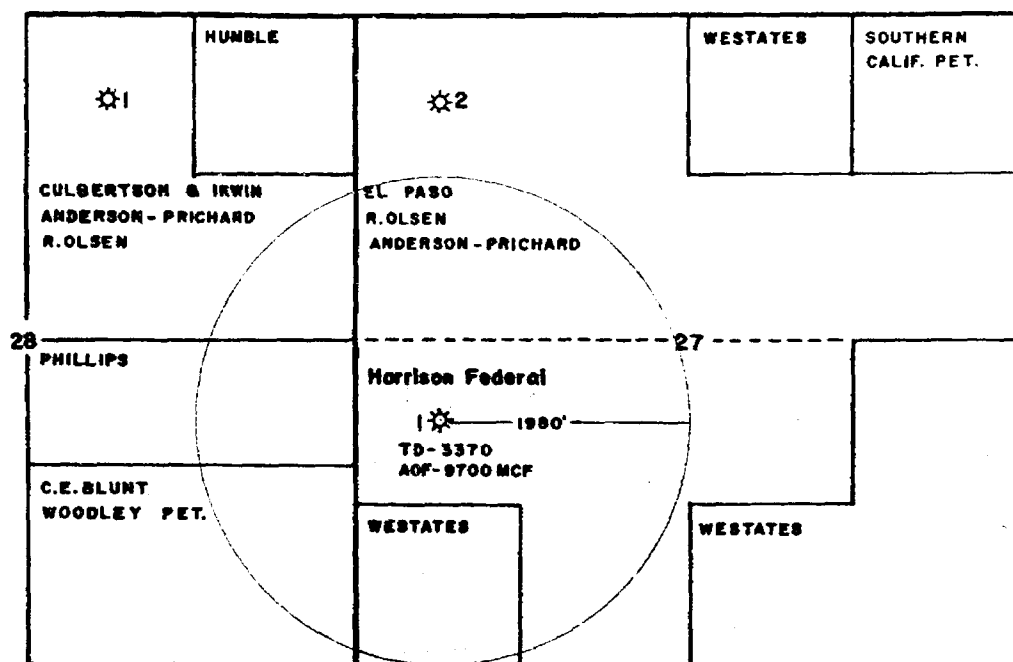 HUMBLE
WESTATES
SOUTHERN
CALIF. PET.
1
2
CULBERTSON & IRWIN
ANDERSON-PRICHARD
R. OLSEN
EL PASO
R. OLSEN
ANDERSON-PRICHARD
28
27
PHILLIPS
Harrison Federal
1
1980'
TD-3370
AOF-9700 MCF
C.E. BLUNT
WOODLEY PET.
WESTATES
WESTATES